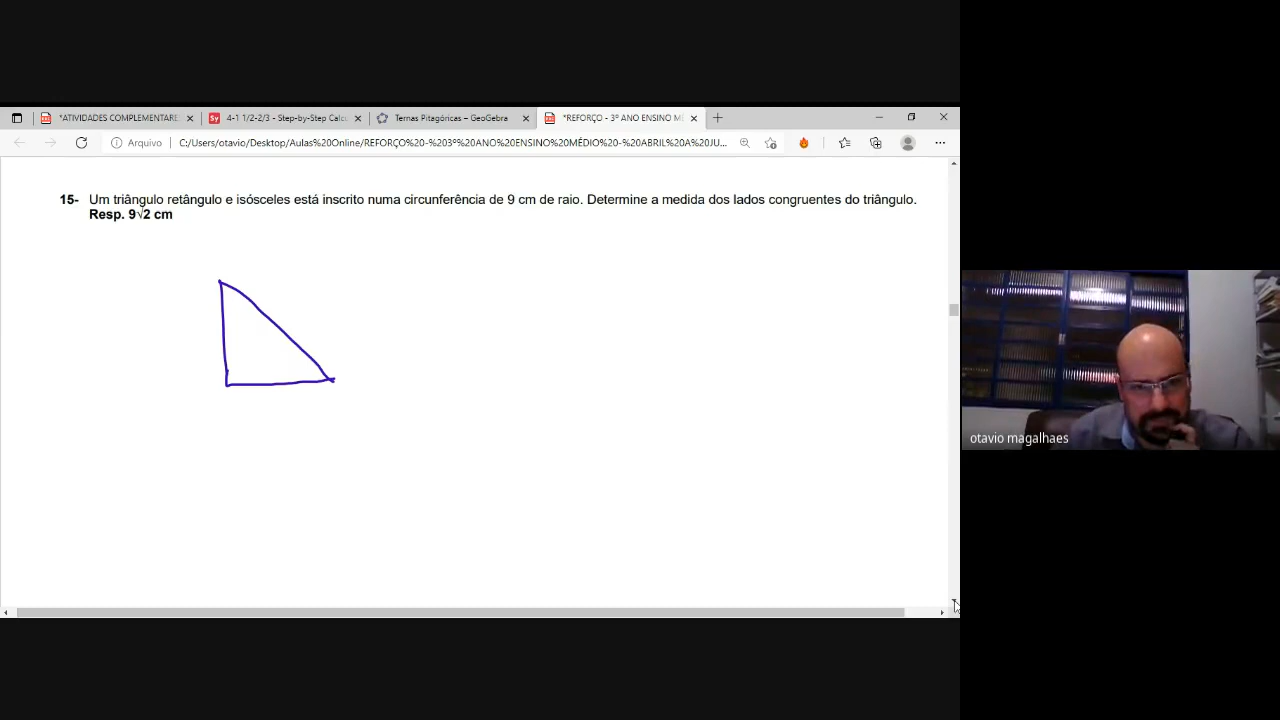 *ATIVIDADES COMPLEMENTARE
4-1 1/2-2/3 - Step-by-Step Calcu
Ternas Pitagóricas – GeoGebra
*REFORÇO - 3º ANO ENSINO MÉ
Arquivo
C:/Users/otavio/Desktop/Aulas%20Online/REFORÇO%20-%203º%20ANO%20ENSINO%20MÉDIO%20-%20ABRIL%20A%20JU...
15- Um triângulo retângulo e isósceles está inscrito numa circunferência de 9 cm de raio. Determine a medida dos lados congruentes do triângulo.
Resp. 9√2 cm
otavio magalhaes